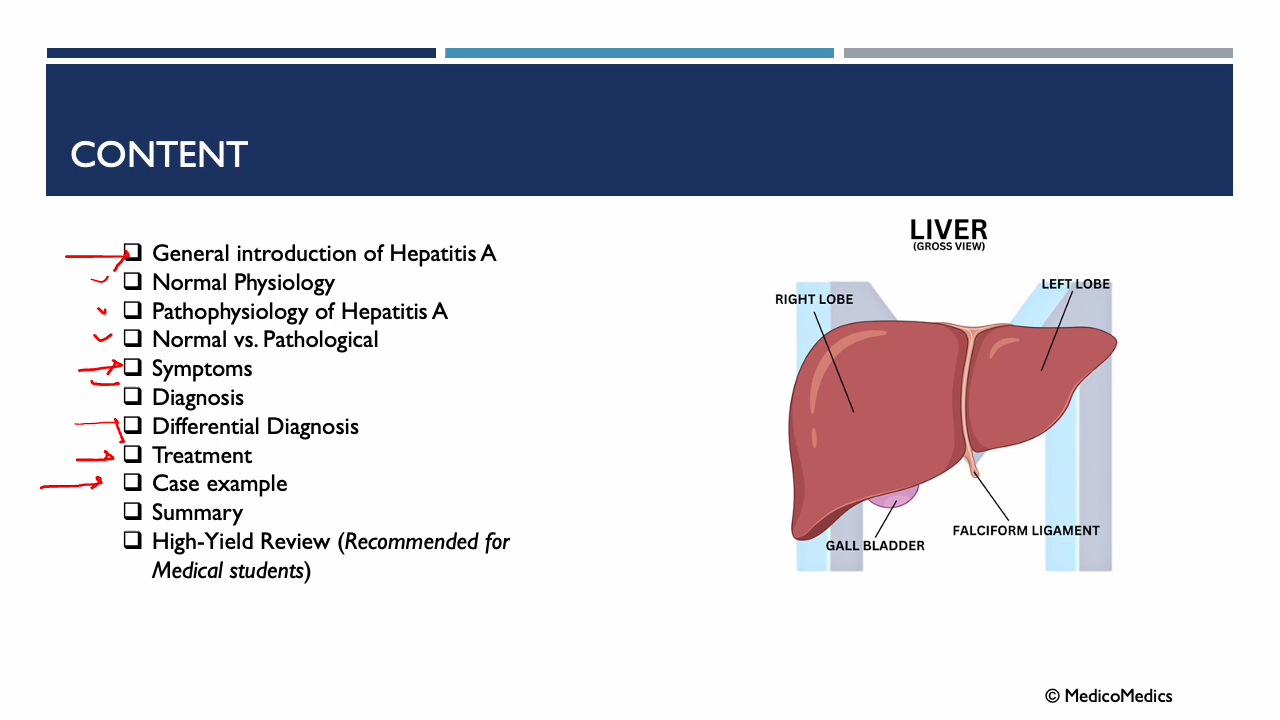 CONTENT
General introduction of Hepatitis A
Normal Physiology
Pathophysiology of Hepatitis A
Normal vs. Pathological
Symptoms
Diagnosis
Differential Diagnosis
Treatment
Case example
Summary
High-Yield Review (Recommended for
Medical students)
LIVER
(GROSS VIEW)
RIGHT LOBE
LEFT LOBE
GALL BLADDER
FALCIFORM LIGAMENT
© MedicoMedics